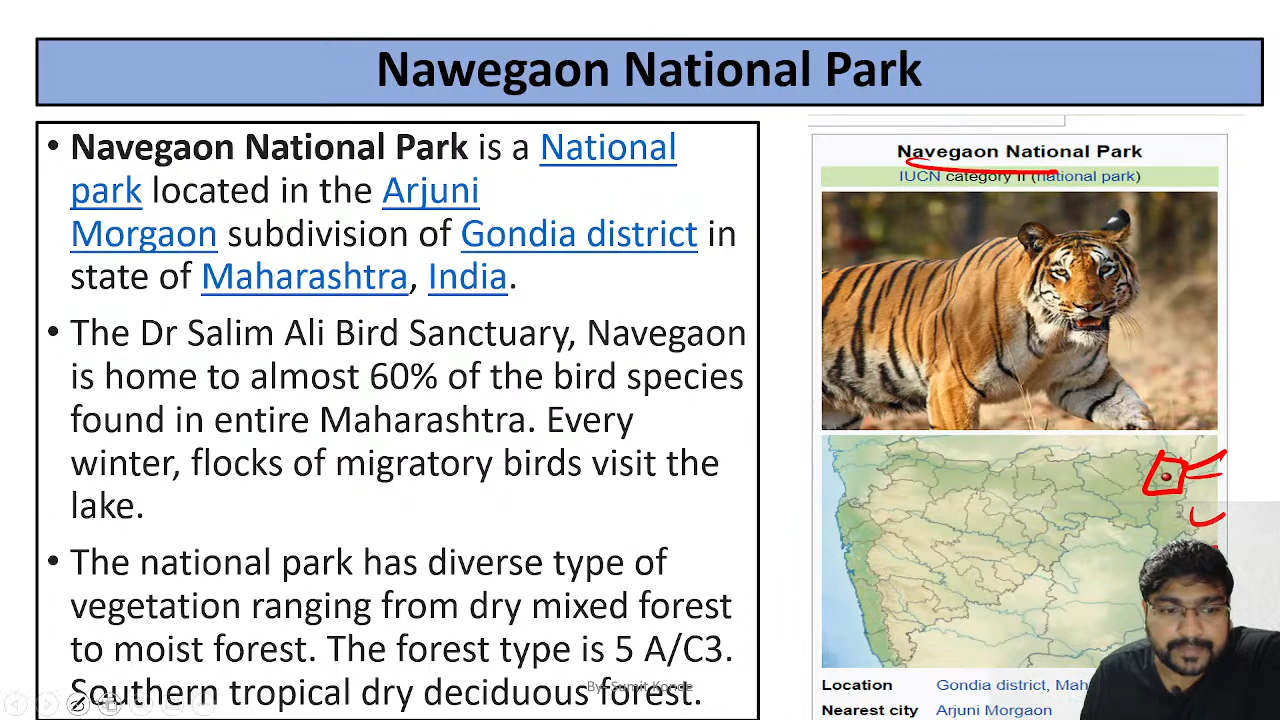 Nawegaon National Park
• Navegaon National Park is a National
park located in the Arjuni
Morgaon subdivision of Gondia district in
state of Maharashtra, India.
• The Dr Salim Ali Bird Sanctuary, Navegaon
is home to almost 60% of the bird species
found in entire Maharashtra. Every
winter, flocks of migratory birds visit the
lake.
• The national park has diverse type of
vegetation ranging from dry mixed forest
to moist forest. The forest type is 5 A/C3.
Southern tropical dry deciduous forest.
By- Sumit Konde
Navegaon National Park
IUCN category II (national park)
Location Gondia district, Mah
Nearest city Arjuni Morgaon